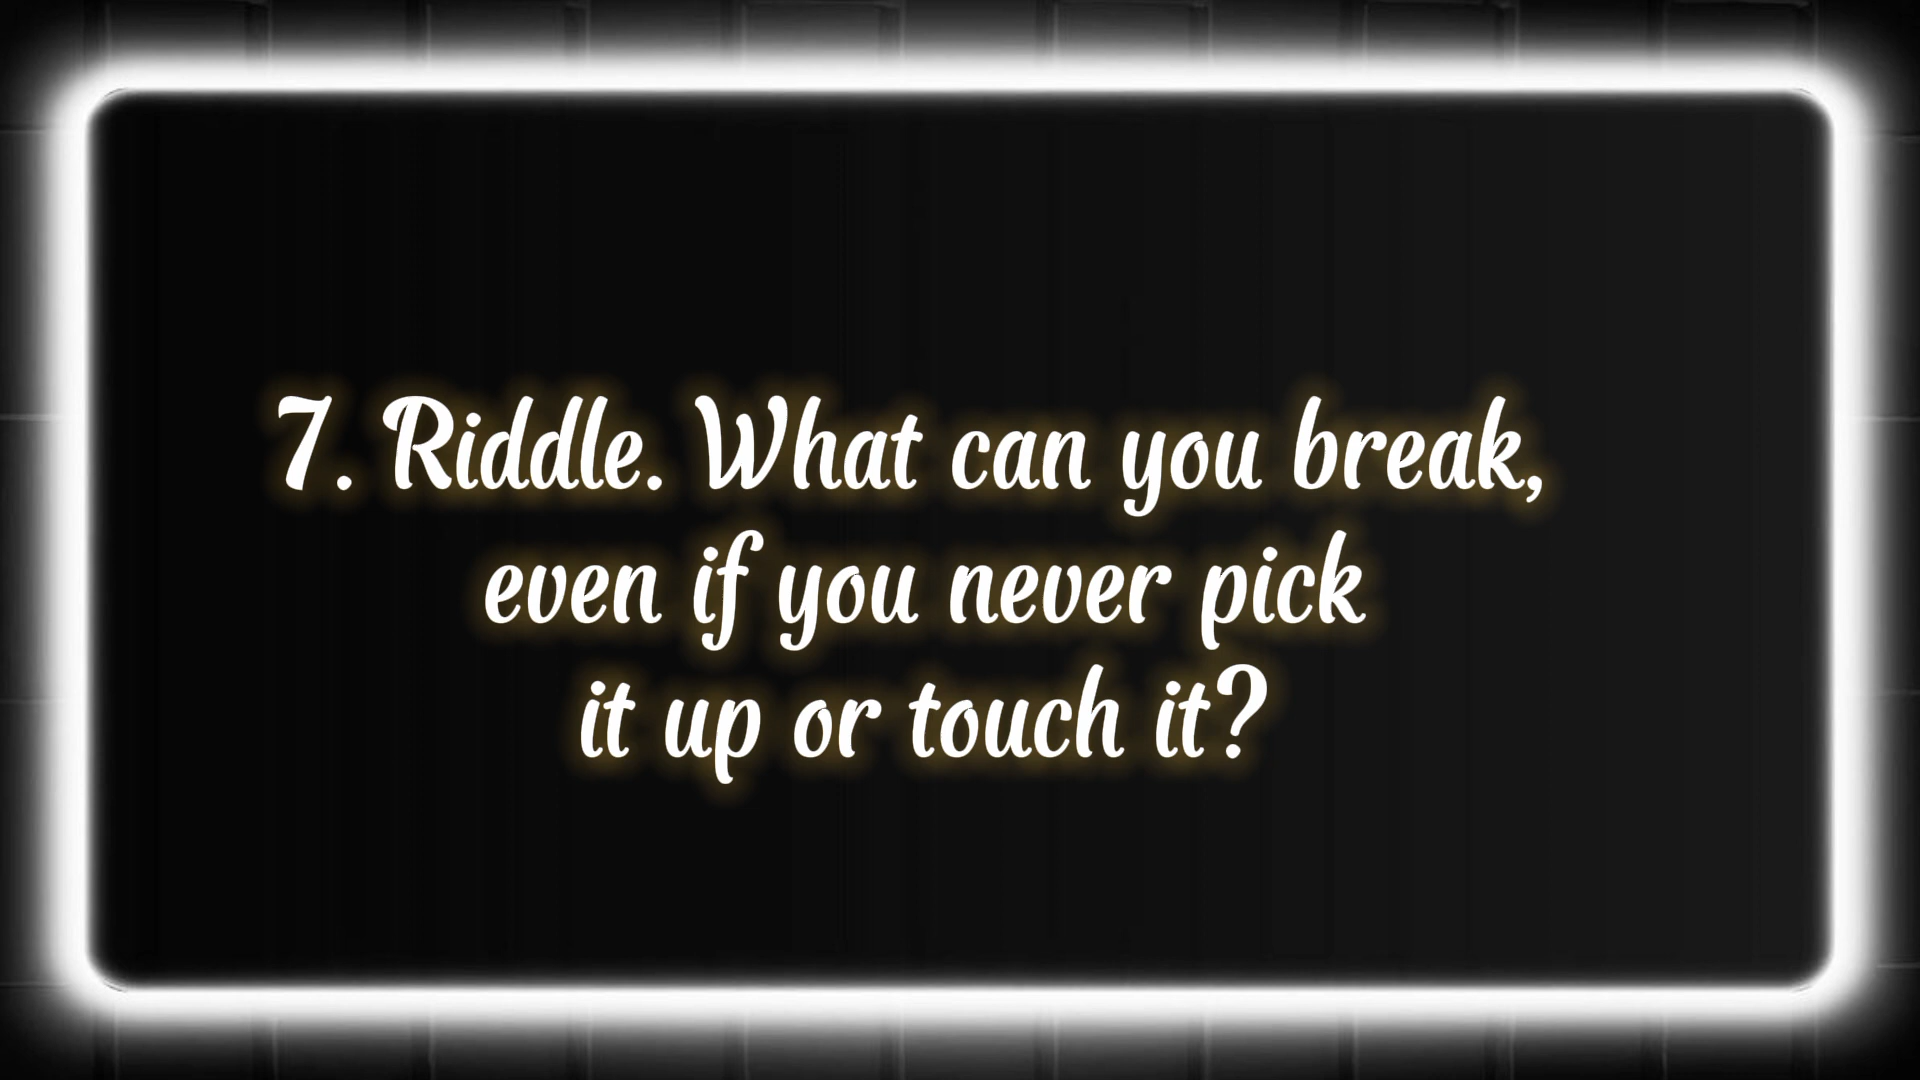 7. Riddle. What can you break,
even if you never pick
it up or touch it?